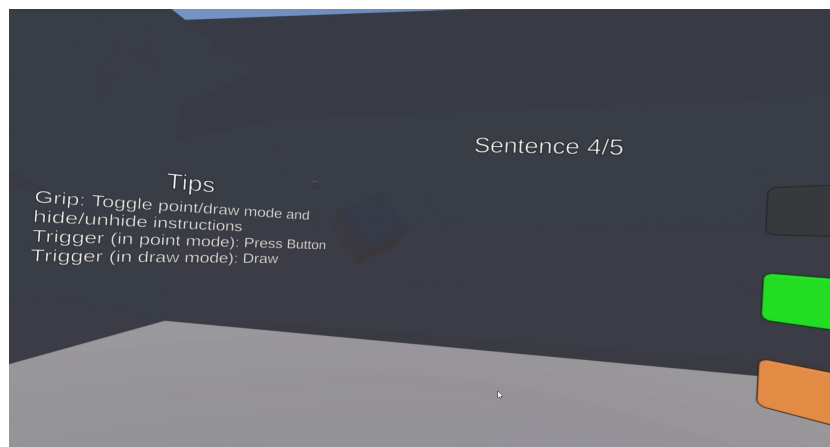 Sentence 4/5
Tips
Grip: Toggle point/draw mode and
hide/unhide instructions
Trigger (in point mode): Press Button
Trigger (in draw mode): Draw